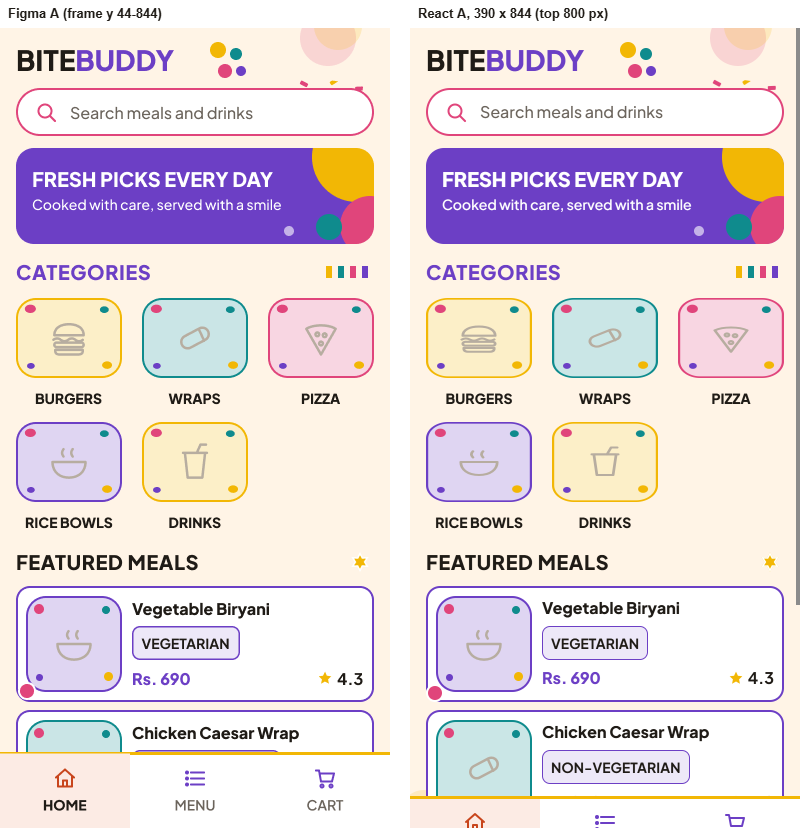 Figma A (frame y 44-844)
BITEBUDDY
Search meals and drinks
FRESH PICKS EVERY DAY
Cooked with care, served with a smile
CATEGORIES
BURGERS
WRAPS
PIZZA
RICE BOWLS
DRINKS
FEATURED MEALS
Vegetable Biryani
VEGETARIAN
Rs. 690
4.3
Chicken Caesar Wrap
HOME
MENU
CART
React A, 390 x 844 (top 800 px)
BITEBUDDY
Search meals and drinks
FRESH PICKS EVERY DAY
Cooked with care, served with a smile
CATEGORIES
BURGERS
WRAPS
PIZZA
RICE BOWLS
DRINKS
FEATURED MEALS
Vegetable Biryani
VEGETARIAN
Rs. 690
4.3
Chicken Caesar Wrap
NON-VEGETARIAN